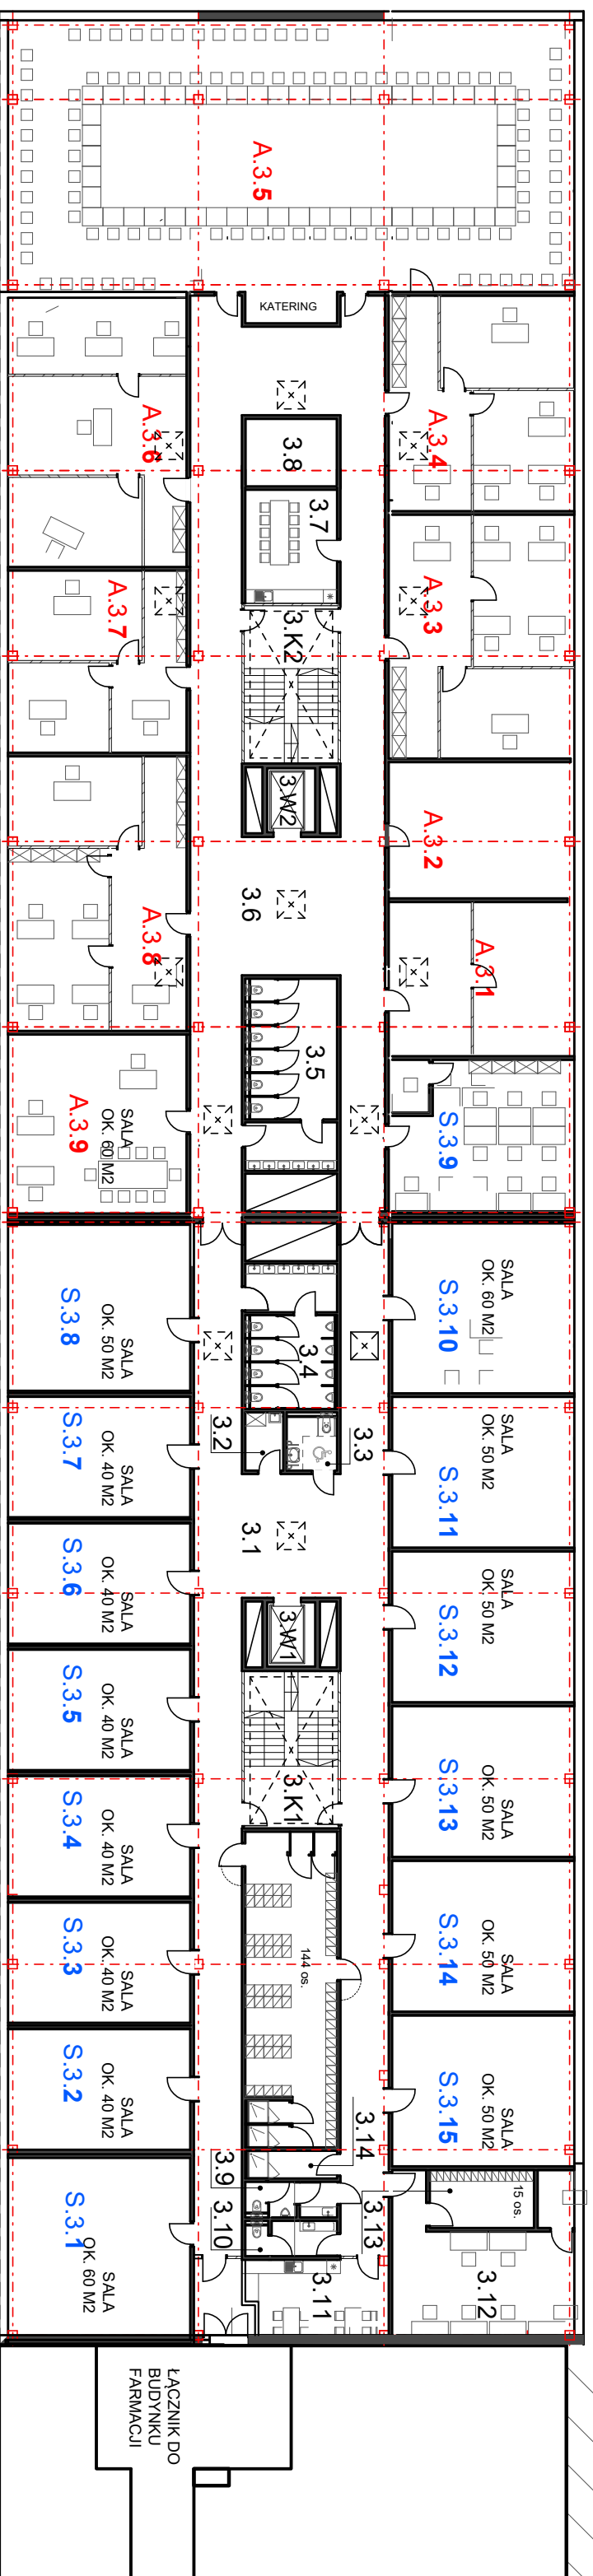 A.3.5
KATERING
A.3.6
A.3.4
3.8
3.7
A.3.7
A.3.3
3.K2
3.W2
A.3.2
3.6
A.3.8
A.3.1
3.5
S.3.9
SALA
OK. 60 M2
A.3.9
SALA
OK. 60 M2
S.3.10
SALA
OK. 50 M2
S.3.8
3.4
SALA
OK. 40 M2
S.3.7
3.2
3.3
SALA
OK. 50 M2
S.3.11
3.1
SALA
OK. 40 M2
S.3.6
SALA
OK. 50 M2
S.3.12
3.W1
SALA
OK. 40 M2
S.3.5
3.K1
SALA
OK. 50 M2
S.3.13
SALA
OK. 40 M2
S.3.4
SALA
OK. 40 M2
S.3.3
144 os.
SALA
OK. 50 M2
S.3.14
SALA
OK. 40 M2
S.3.2
3.14
SALA
OK. 50 M2
S.3.15
3.9
3.10
3.13
15 os.
3.12
3.11
SALA
OK. 60 M2
S.3.1
ŁĄCZNIK DO
BUDYNKU
FARMACJI